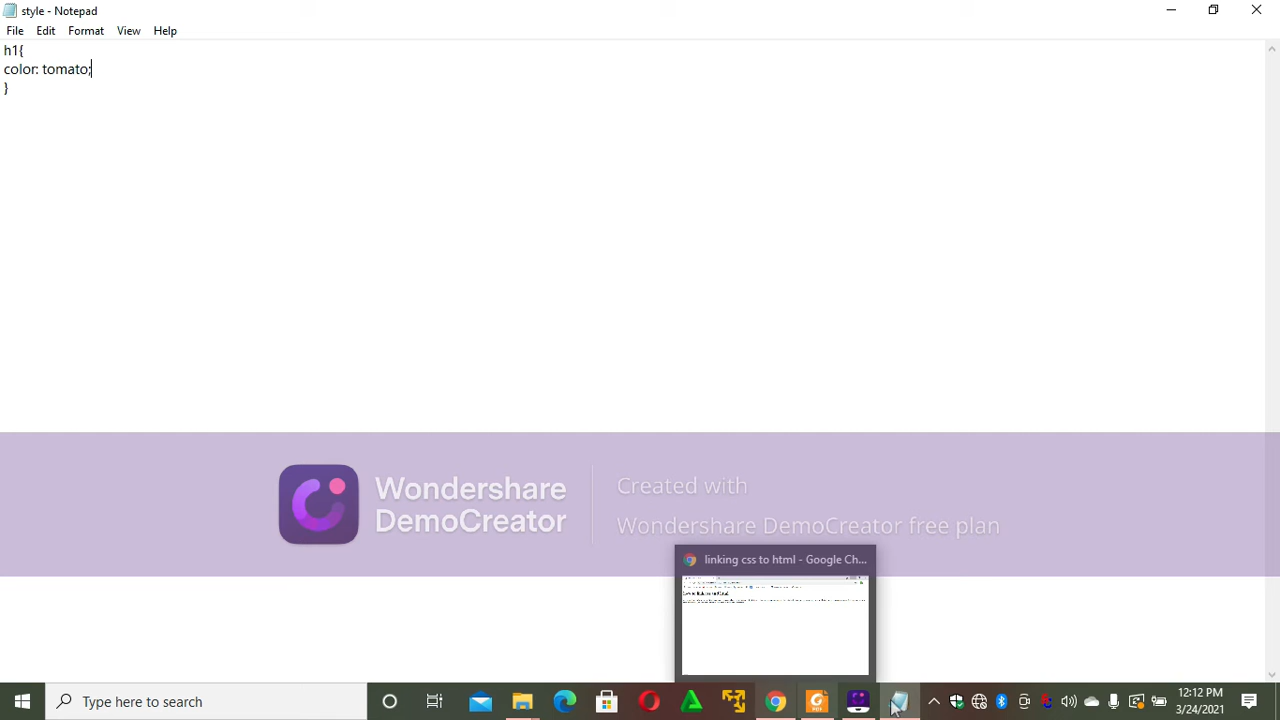 style - Notepad
File Edit Format View Help
h1{
color: tomato;
}
Wondershare
DemoCreator
Created with
Wondershare DemoCreator free plan
linking css to html - Google Ch...
Type here to search
12:12 PM
3/24/2021